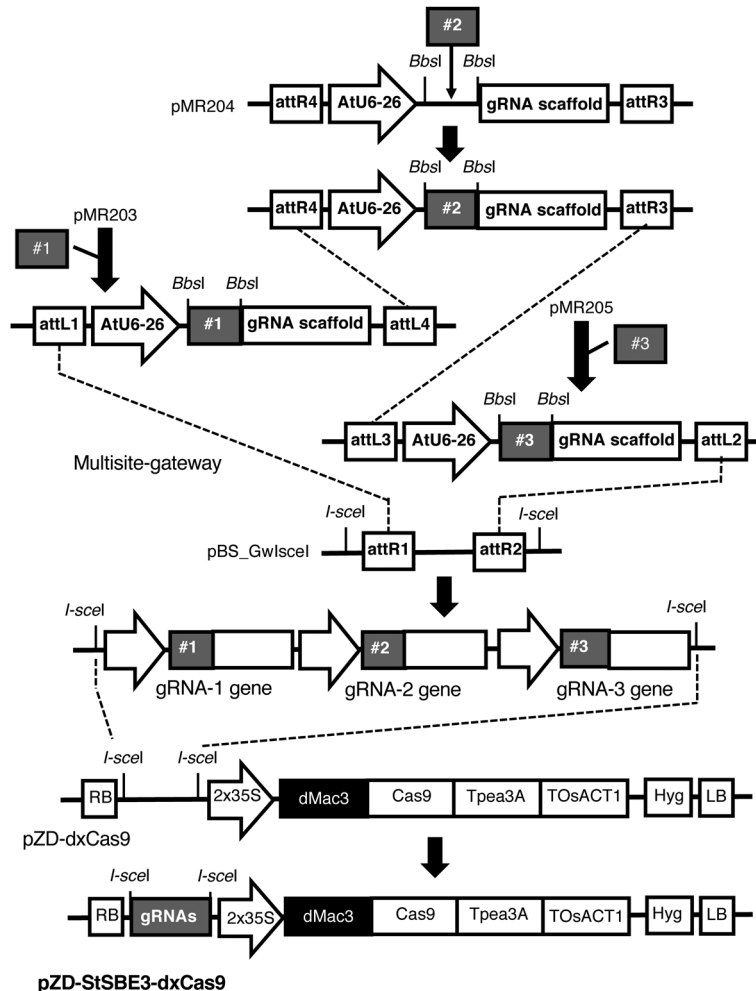 #2
BbsI BbsI
pMR204 attR4 AtU6-26 gRNA scaffold attR3
BbsI BbsI
attR4 AtU6-26 #2 gRNA scaffold attR3
pMR203
#1
BbsI BbsI
attL1 AtU6-26 #1 gRNA scaffold attL4
pMR205
#3
BbsI BbsI
attL3 AtU6-26 #3 gRNA scaffold attL2
Multisite-gateway
I-sceI I-sceI
pBS_GwIsceI attR1 attR2
I-sceI I-sceI
#1 #2 #3
gRNA-1 gene gRNA-2 gene gRNA-3 gene
I-sceI I-sceI
RB 2x35S dMac3 Cas9 Tpea3A TOsACT1 Hyg LB
pZD-dxCas9
I-sceI I-sceI
RB gRNAs 2x35S dMac3 Cas9 Tpea3A TOsACT1 Hyg LB
pZD-StSBE3-dxCas9